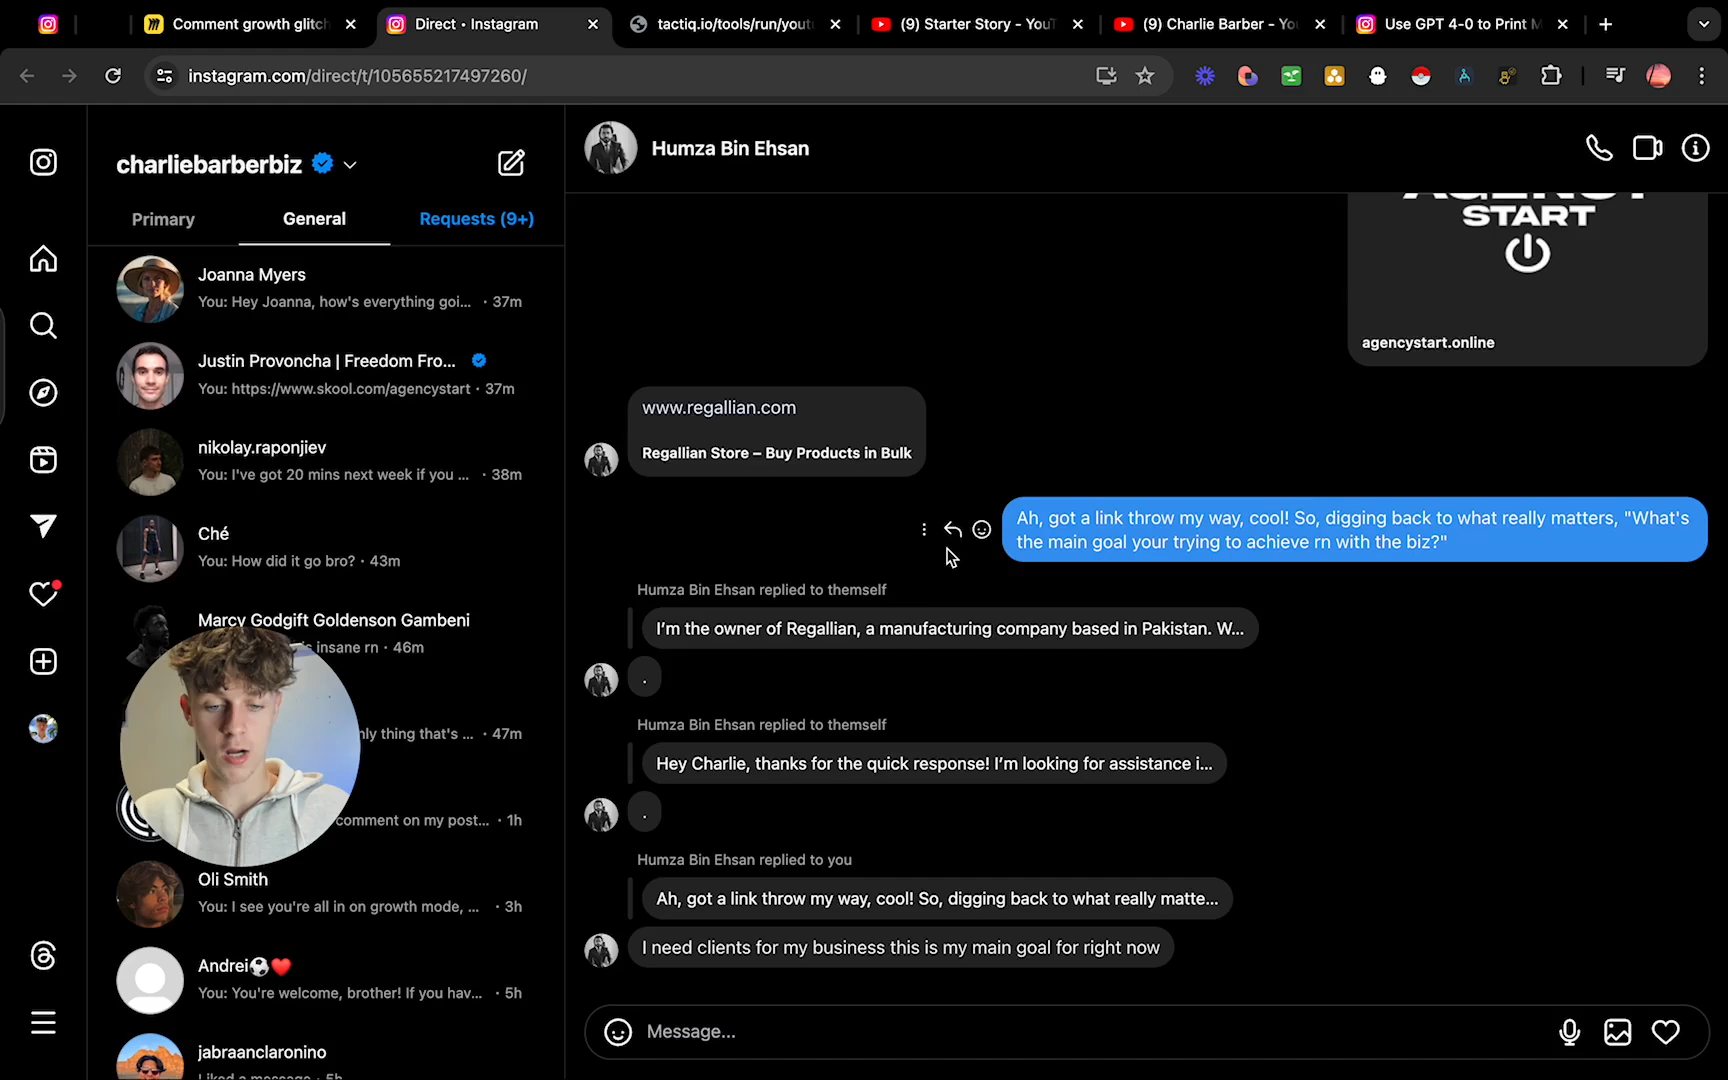 Comment growth glitch
Direct • Instagram
tactiq.io/tools/run/yout
(9) Starter Story - YouT
(9) Charlie Barber - You
Use GPT 4-0 to Print M
instagram.com/direct/t/105655217497260/
charliebarberbiz
Primary
General
Requests (9+)
Joanna Myers
You: Hey Joanna, how's everything goi... · 37m
Justin Provoncha | Freedom Fro...
You: https://www.skool.com/agencystart · 37m
nikolay.raponjiev
You: I've got 20 mins next week if you ... · 38m
Ché
You: How did it go bro? · 43m
Marcy Godgift Goldenson Gambeni
insane rn · 46m
thing that's ... · 47m
comment on my post... · 1h
Oli Smith
You: I see you're all in on growth mode, ... · 3h
Andrei⚽❤️
You: You're welcome, brother! If you hav... · 5h
jabraanclaronino
Liked a message · 5h
Humza Bin Ehsan
AGENCY
START
agencystart.online
www.regallian.com
Regallian Store – Buy Products in Bulk
Ah, got a link throw my way, cool! So, digging back to what really matters, "What's
the main goal your trying to achieve rn with the biz?"
Humza Bin Ehsan replied to themself
I'm the owner of Regallian, a manufacturing company based in Pakistan. W...
.
Humza Bin Ehsan replied to themself
Hey Charlie, thanks for the quick response! I'm looking for assistance i...
.
Humza Bin Ehsan replied to you
Ah, got a link throw my way, cool! So, digging back to what really matte...
I need clients for my business this is my main goal for right now
Message...